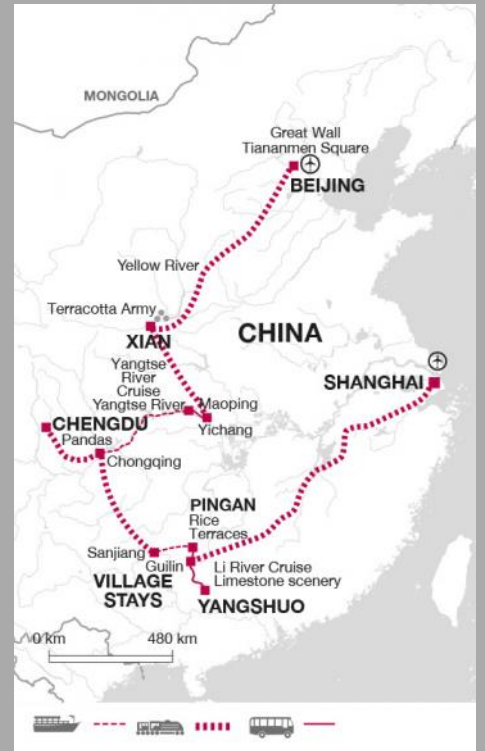 MONGOLIA
Great Wall
Tiananmen Square
BEIJING
Yellow River
Terracotta Army
XIAN
CHINA
SHANGHAI
Yangtse
River
Cruise
Yangtse River
Maoping
Yichang
CHENGDU
Pandas
Chongqing
PINGAN
Rice
Terraces
Sanjiang
Guilin
Li River Cruise
Limestone scenery
VILLAGE
STAYS
YANGSHUO
0 km 480 km